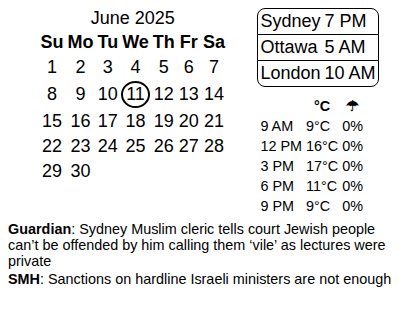 June 2025
Su Mo Tu We Th Fr Sa
1 2 3 4 5 6 7
8 9 10 11 12 13 14
15 16 17 18 19 20 21
22 23 24 25 26 27 28
29 30
Sydney 7 PM
Ottawa 5 AM
London 10 AM
°C ☂
9 AM 9°C 0%
12 PM 16°C 0%
3 PM 17°C 0%
6 PM 11°C 0%
9 PM 9°C 0%
Guardian: Sydney Muslim cleric tells court Jewish people
can’t be offended by him calling them ‘vile’ as lectures were
private
SMH: Sanctions on hardline Israeli ministers are not enough